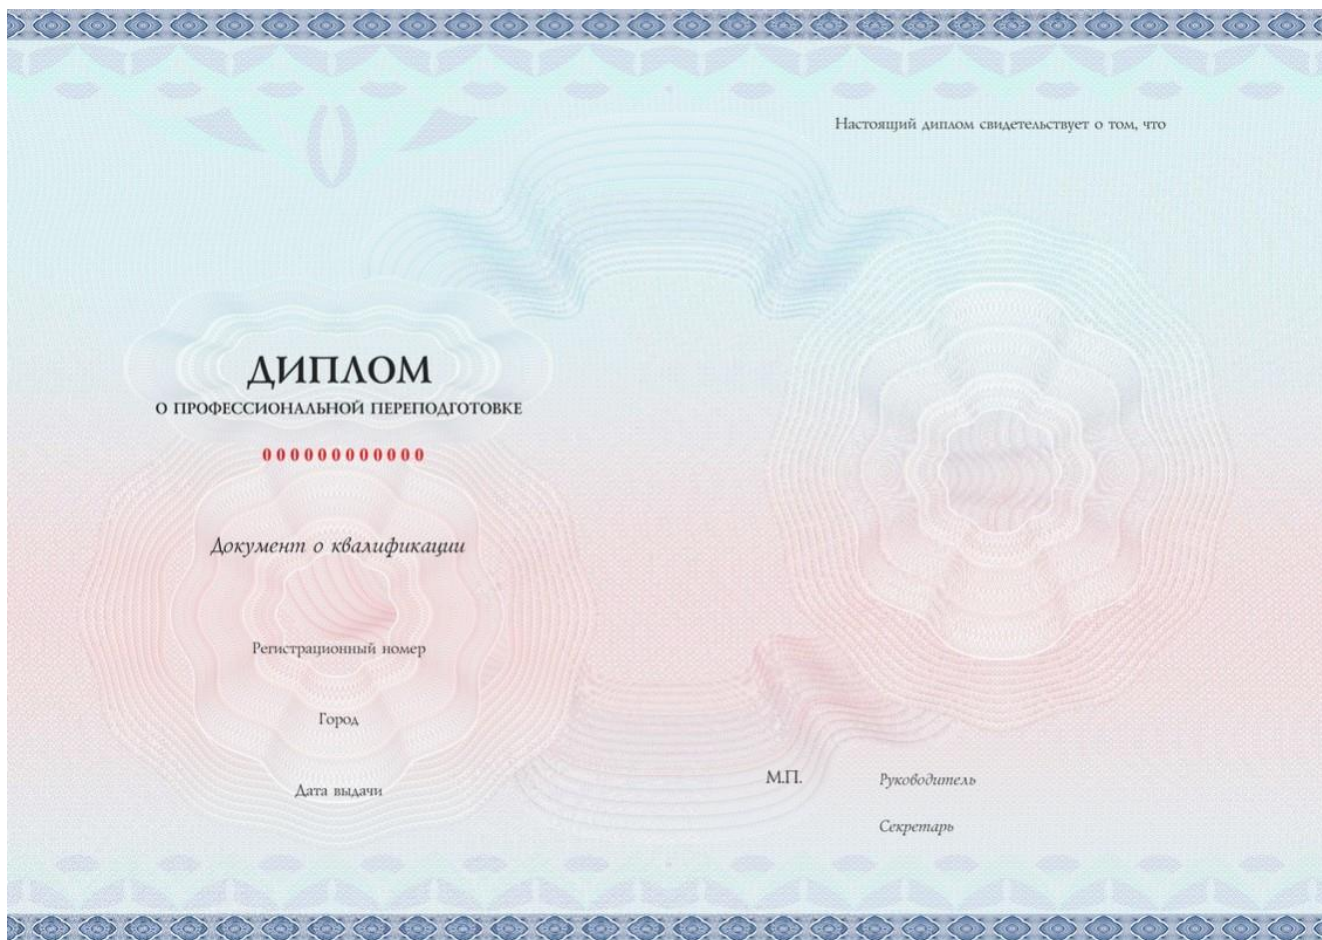 Настоящий диплом свидетельствует о том, что
ДИПЛОМ
О ПРОФЕССИОНАЛЬНОЙ ПЕРЕПОДГОТОВКЕ
000000000000
Документ о квалификации
Регистрационный номер
Город
Дата выдачи
М.П.
Руководитель
Секретарь